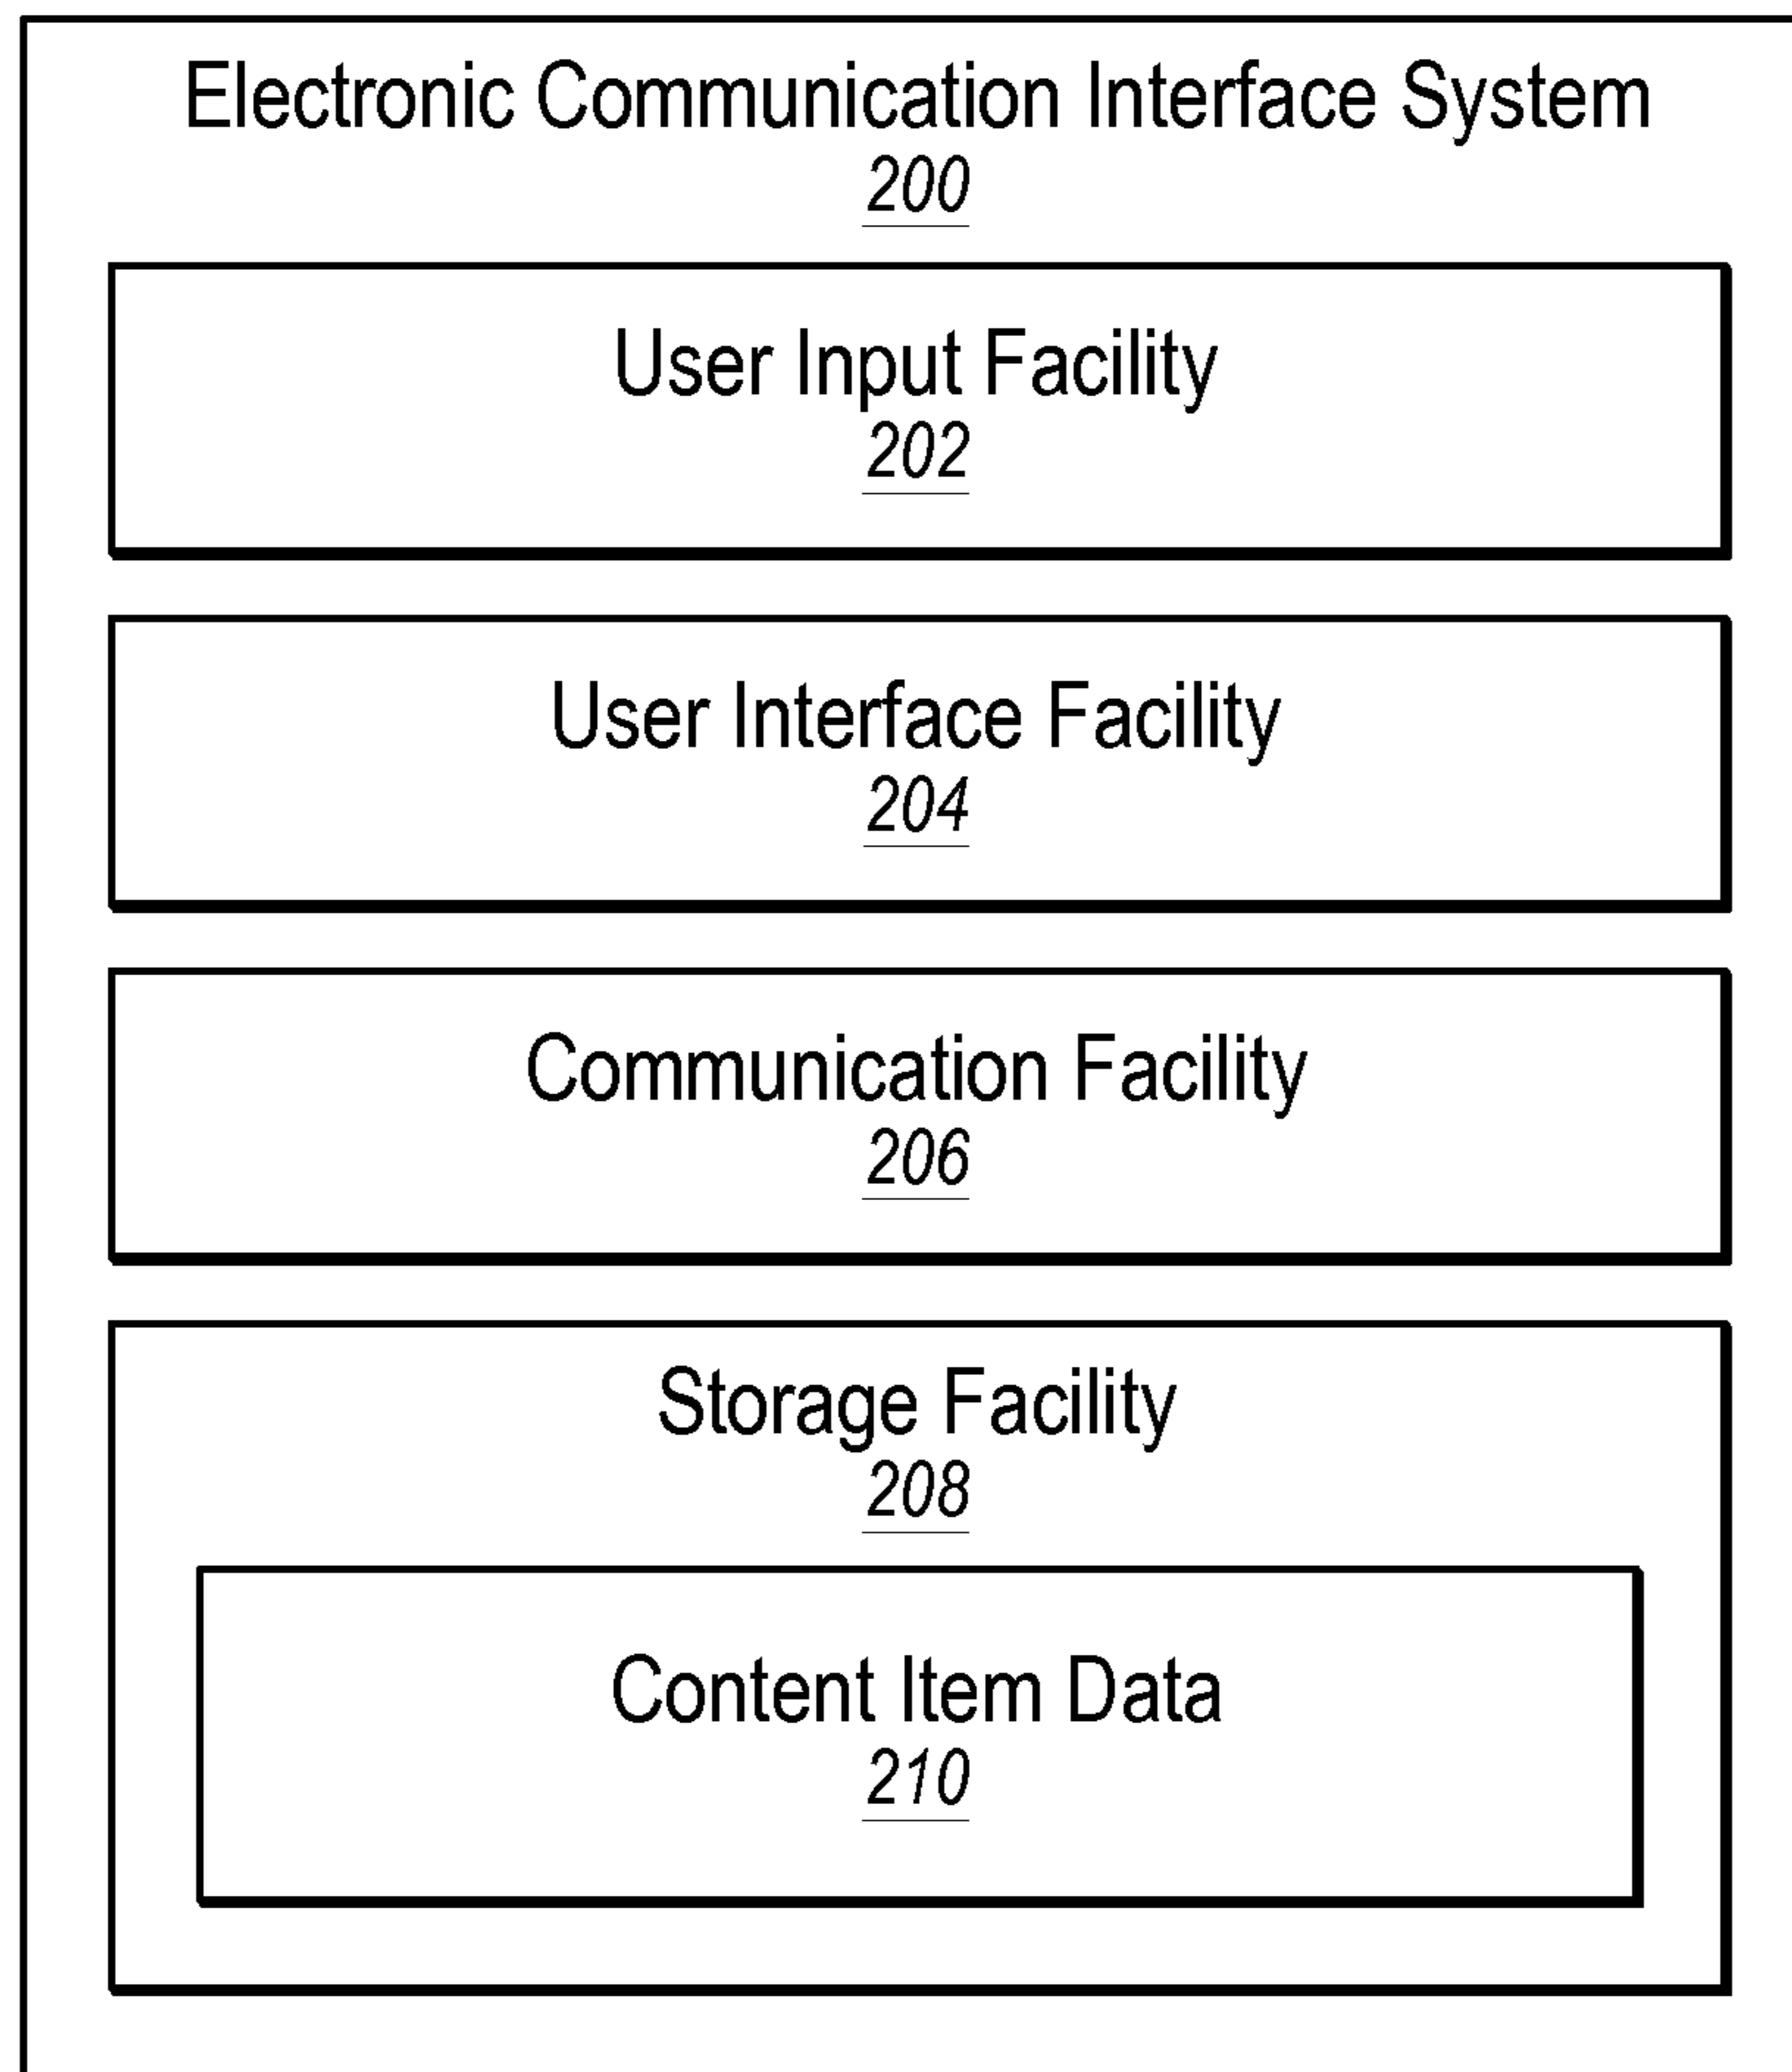 Electronic Communication Interface System
200
User Input Facility
202
User Interface Facility
204
Communication Facility
206
Storage Facility
208
Content Item Data
210